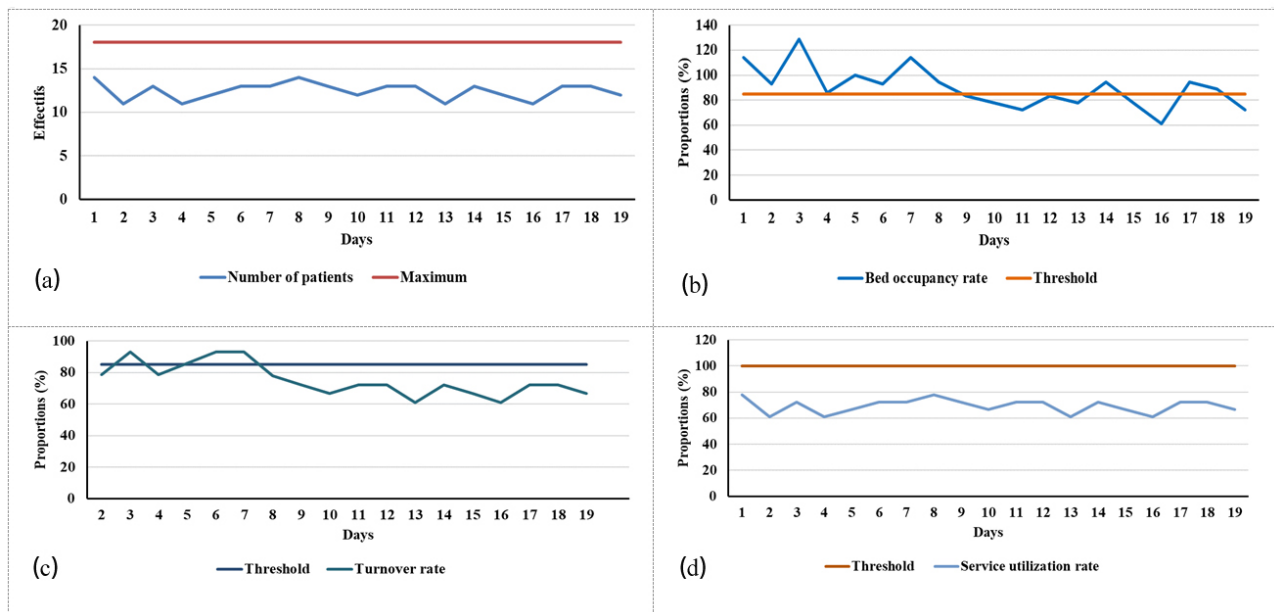 20
15
10
5
0
Effectifs
1 2 3 4 5 6 7 8 9 10 11 12 13 14 15 16 17 18 19
Days
(a)
Number of patients Maximum
140
120
100
80
60
40
20
0
Proportions (%)
1 2 3 4 5 6 7 8 9 10 11 12 13 14 15 16 17 18 19
Days
(b)
Bed occupancy rate Threshold
100
80
60
40
20
0
Proportions (%)
2 3 4 5 6 7 8 9 10 11 12 13 14 15 16 17 18 19
Days
(c)
Threshold Turnover rate
120
100
80
60
40
20
0
Proportions (%)
1 2 3 4 5 6 7 8 9 10 11 12 13 14 15 16 17 18 19
Days
(d)
Threshold Service utilization rate